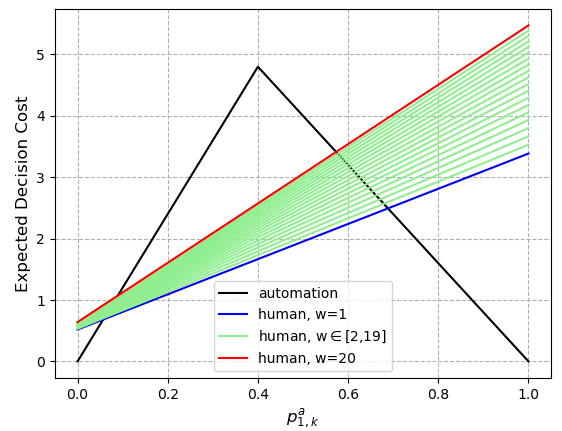 Expected Decision Cost
5
4
3
2
1
0
automation
human, w=1
human, w∈[2,19]
human, w=20
0.0 0.2 0.4 0.6 0.8 1.0
p^a_{1,k}